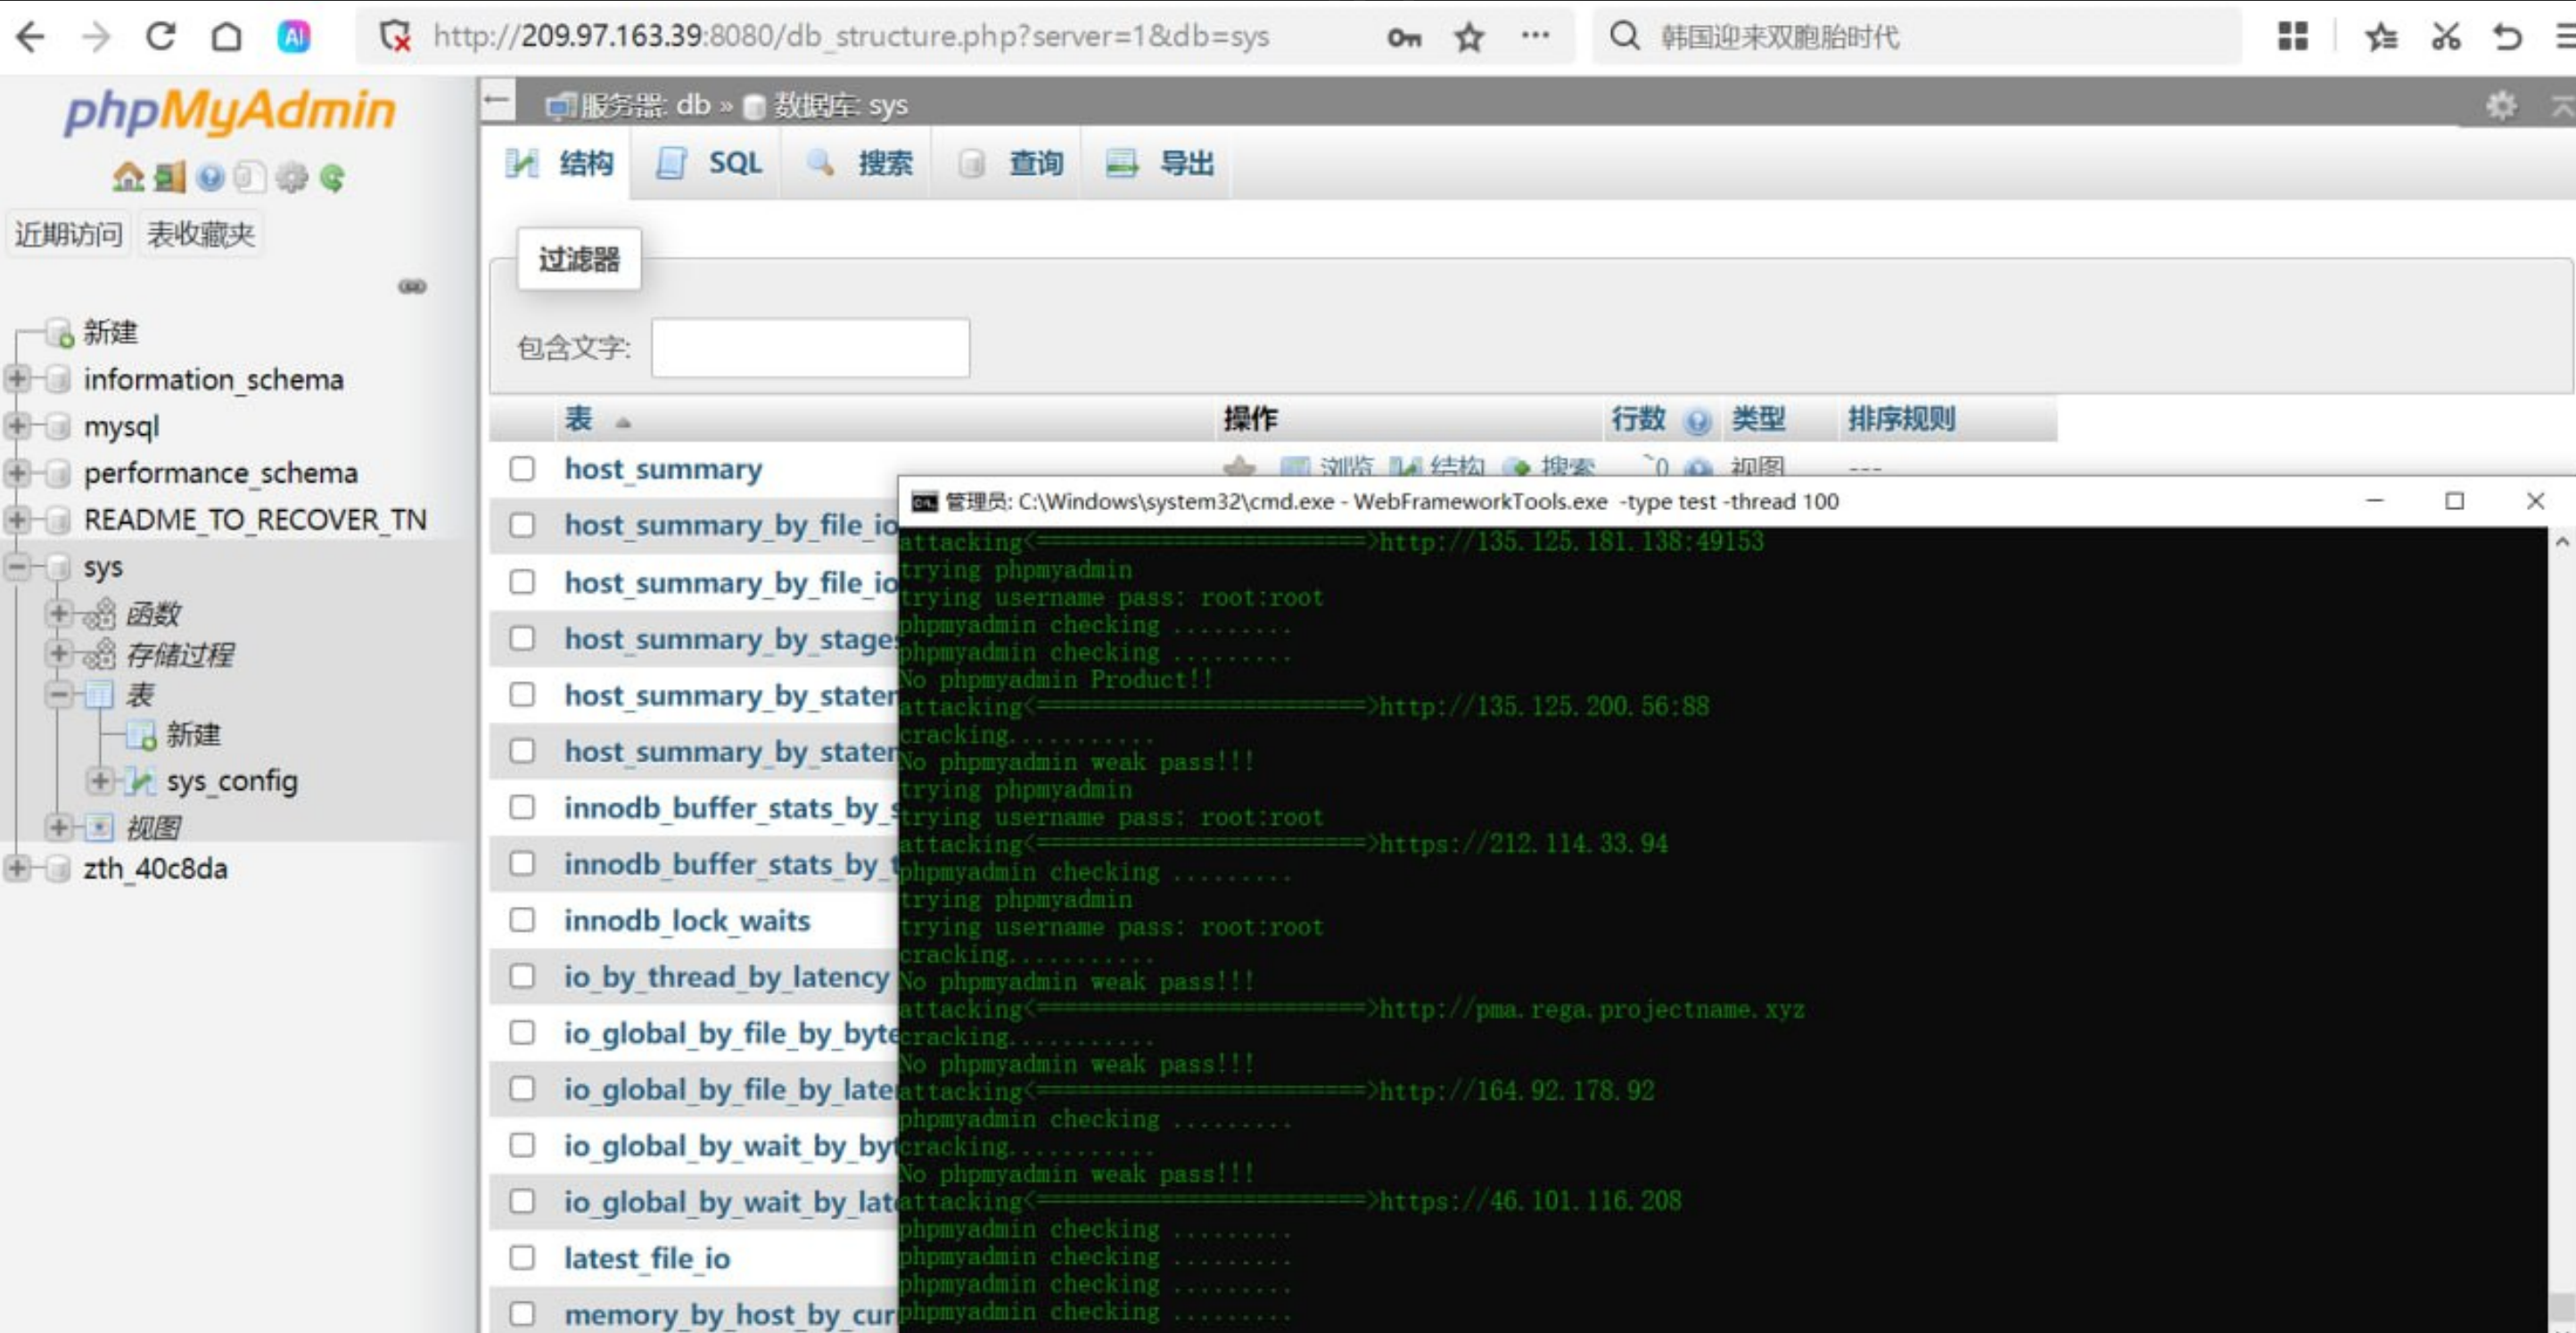 http://209.97.163.39:8080/db_structure.php?server=1&db=sys
韩国迎来双胞胎时代
phpMyAdmin
近期访问 表收藏夹
新建
information_schema
mysql
performance_schema
README_TO_RECOVER_TN
sys
函数
存储过程
表
新建
sys_config
视图
zth_40c8da
服务器: db » 数据库: sys
结构 SQL 搜索 查询 导出
过滤器
包含文字:
表 操作 行数 类型 排序规则
host_summary 浏览 结构 搜索 ~0 视图 ---
host_summary_by_file_io
host_summary_by_file_io
host_summary_by_stages
host_summary_by_staten
host_summary_by_staten
innodb_buffer_stats_by_s
innodb_buffer_stats_by_t
innodb_lock_waits
io_by_thread_by_latency
io_global_by_file_by_byte
io_global_by_file_by_late
io_global_by_wait_by_byt
io_global_by_wait_by_late
latest_file_io
memory_by_host_by_cur
管理员: C:\Windows\system32\cmd.exe - WebFrameworkTools.exe -type test -thread 100
attacking<========================>http://135.125.181.138:49153
trying phpmyadmin
trying username pass: root:root
phpmyadmin checking .........
phpmyadmin checking .........
No phpmyadmin Product!!
attacking<========================>http://135.125.200.56:88
cracking...........
No phpmyadmin weak pass!!!
trying phpmyadmin
trying username pass: root:root
attacking<========================>https://212.114.33.94
phpmyadmin checking .........
trying phpmyadmin
trying username pass: root:root
cracking...........
No phpmyadmin weak pass!!!
attacking<========================>http://pma.rega.projectname.xyz
cracking...........
No phpmyadmin weak pass!!!
attacking<========================>http://164.92.178.92
phpmyadmin checking .........
cracking...........
No phpmyadmin weak pass!!!
attacking<========================>https://46.101.116.208
phpmyadmin checking .........
phpmyadmin checking .........
phpmyadmin checking .........
phpmyadmin checking .........